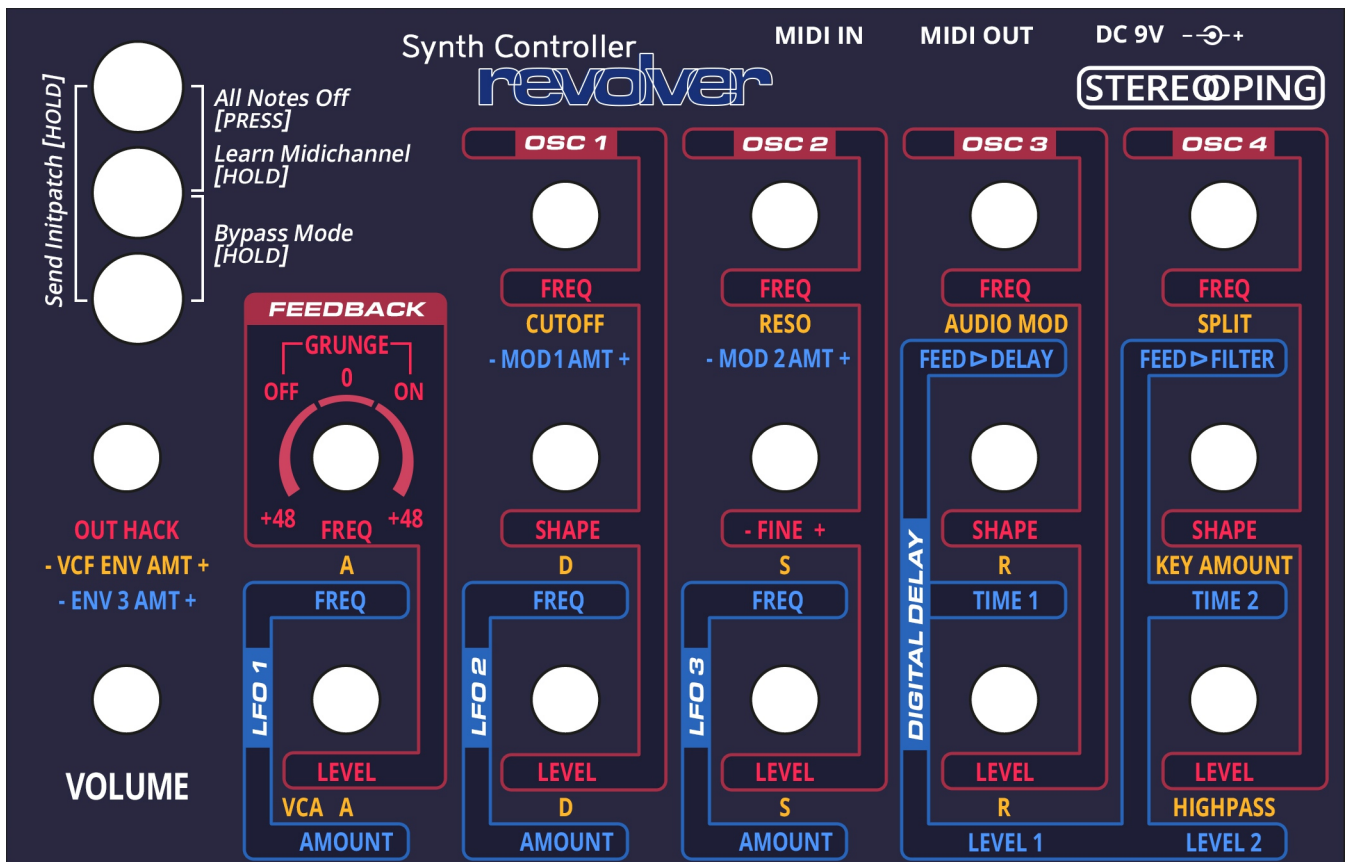 Synth Controller
revolver
MIDI IN
MIDI OUT
DC 9V - +
STEREOPING
Send Initpatch [HOLD]
All Notes Off
[PRESS]
Learn Midichannel
[HOLD]
Bypass Mode
[HOLD]
OSC 1
OSC 2
OSC 3
OSC 4
FREQ
FREQ
FREQ
FREQ
CUTOFF
RESO
AUDIO MOD
SPLIT
- MOD 1 AMT +
- MOD 2 AMT +
FEED ▷ DELAY
FEED ▷ FILTER
FEEDBACK
GRUNGE
OFF
0
ON
+48
FREQ
+48
OUT HACK
SHAPE
- FINE +
SHAPE
SHAPE
- VCF ENV AMT +
A
D
S
R
KEY AMOUNT
- ENV 3 AMT +
FREQ
FREQ
FREQ
TIME 1
TIME 2
LFO 1
LFO 2
LFO 3
DIGITAL DELAY
VOLUME
LEVEL
LEVEL
LEVEL
LEVEL
LEVEL
VCA A
D
S
R
HIGHPASS
AMOUNT
AMOUNT
AMOUNT
LEVEL 1
LEVEL 2